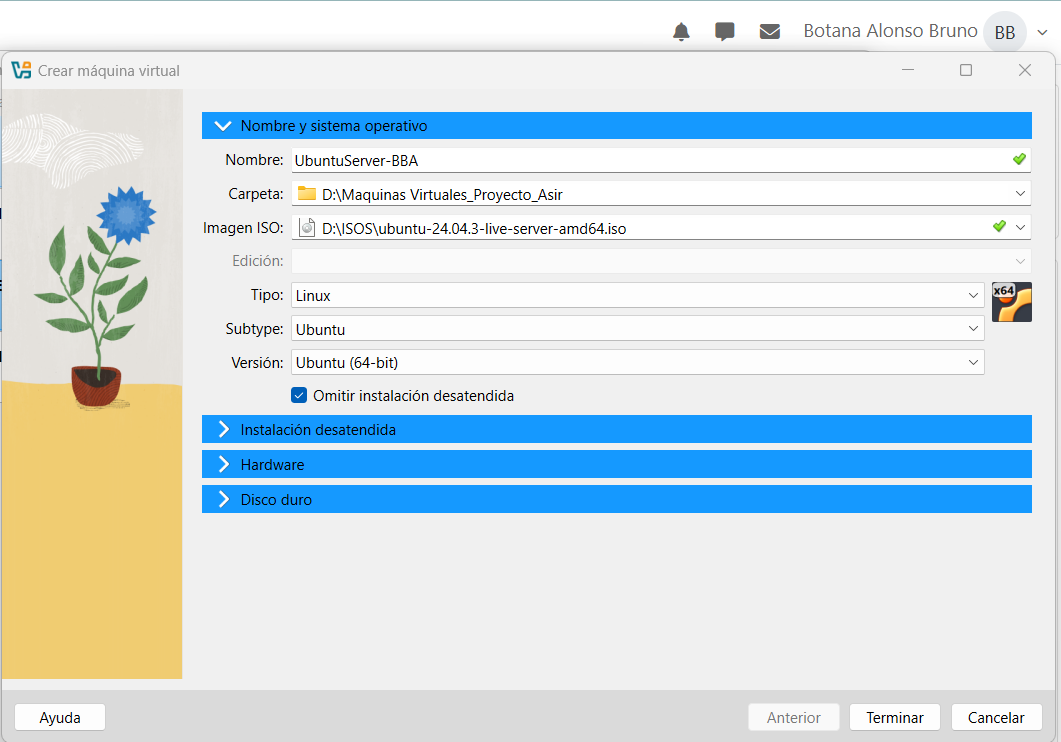 Botana Alonso Bruno BB
Crear máquina virtual
Nombre y sistema operativo
Nombre: UbuntuServer-BBA
Carpeta: D:\Maquinas Virtuales_Proyecto_Asir
Imagen ISO: D:\ISOS\ubuntu-24.04.3-live-server-amd64.iso
Edición:
Tipo: Linux
x64
Subtype: Ubuntu
Versión: Ubuntu (64-bit)
Omitir instalación desatendida
Instalación desatendida
Hardware
Disco duro
Ayuda Anterior Terminar Cancelar